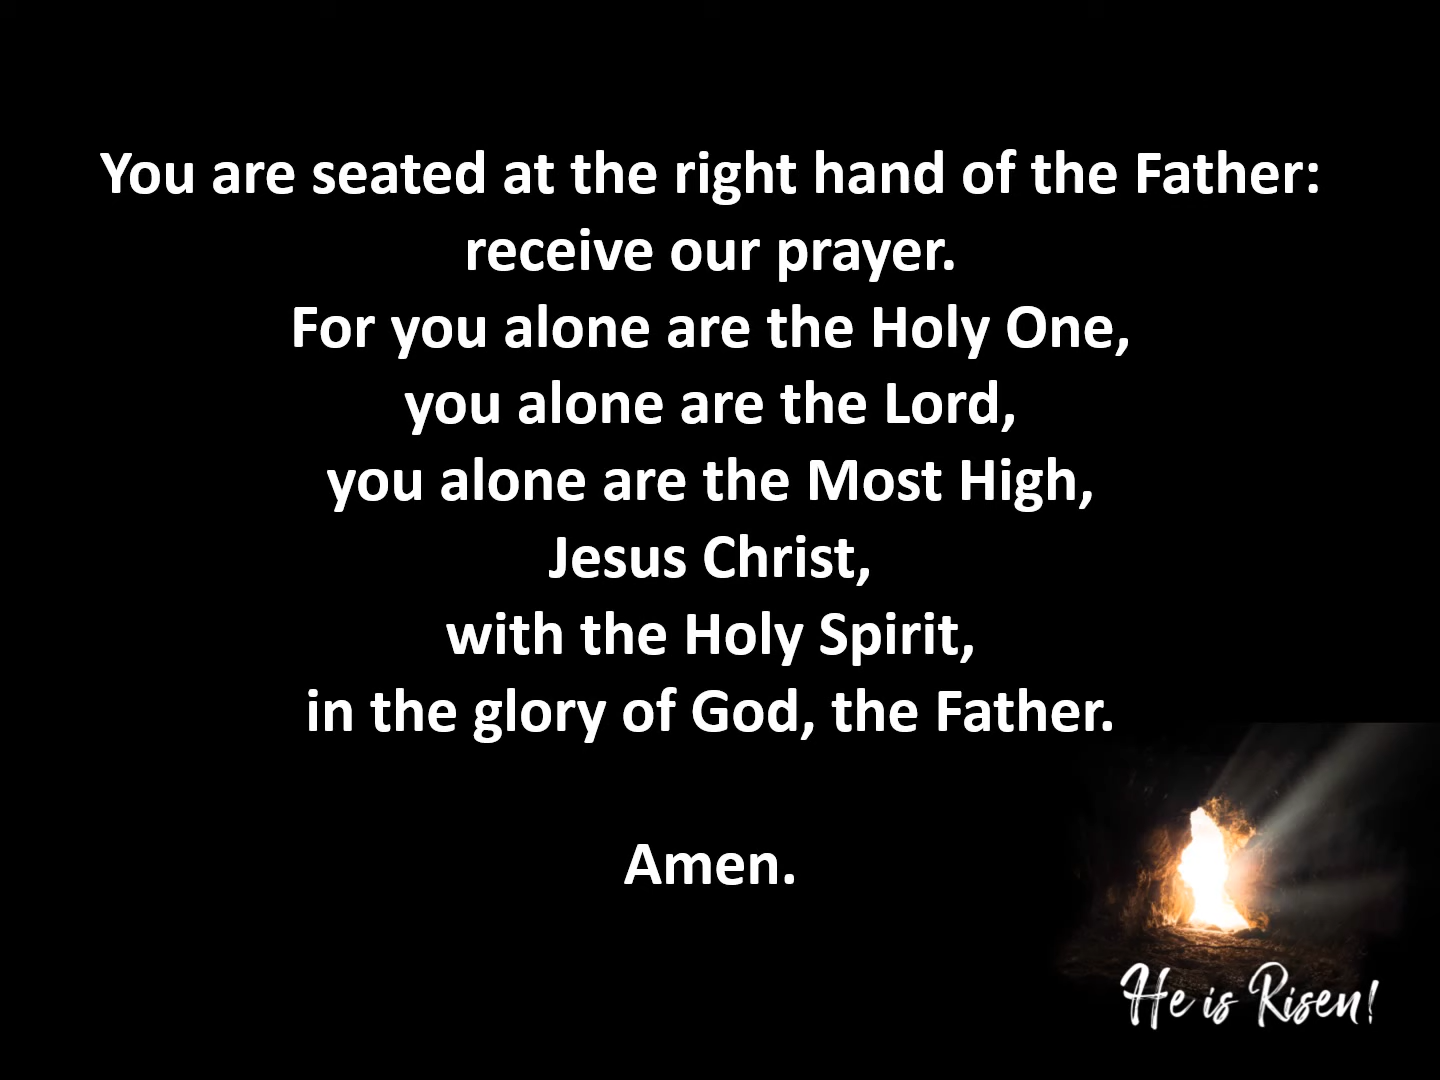 You are seated at the right hand of the Father:
receive our prayer.
For you alone are the Holy One,
you alone are the Lord,
you alone are the Most High,
Jesus Christ,
with the Holy Spirit,
in the glory of God, the Father.
Amen.
He is Risen!